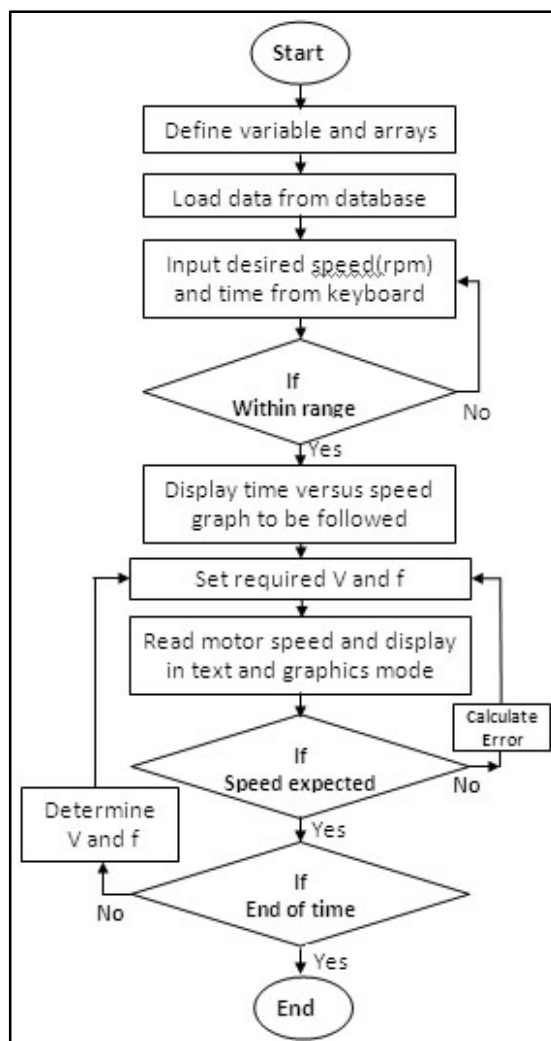 Start
Define variable and arrays
Load data from database
Input desired speed(rpm)
and time from keyboard
If
Within range
No
Yes
Display time versus speed
graph to be followed
Set required V and f
Read motor speed and display
in text and graphics mode
Calculate
Error
If
Speed expected
No
Yes
Determine
V and f
If
End of time
No
Yes
End